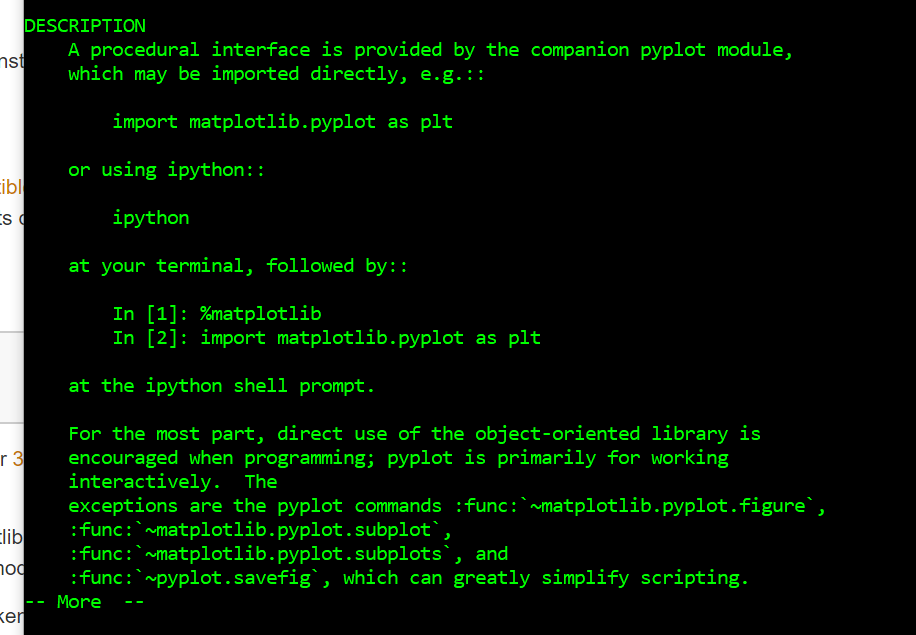 DESCRIPTION
A procedural interface is provided by the companion pyplot module,
which may be imported directly, e.g.::
import matplotlib.pyplot as plt
or using ipython::
ipython
at your terminal, followed by::
In [1]: %matplotlib
In [2]: import matplotlib.pyplot as plt
at the ipython shell prompt.
For the most part, direct use of the object-oriented library is
encouraged when programming; pyplot is primarily for working
interactively.  The
exceptions are the pyplot commands :func:`~matplotlib.pyplot.figure`,
:func:`~matplotlib.pyplot.subplot`,
:func:`~matplotlib.pyplot.subplots`, and
:func:`~pyplot.savefig`, which can greatly simplify scripting.
-- More  --